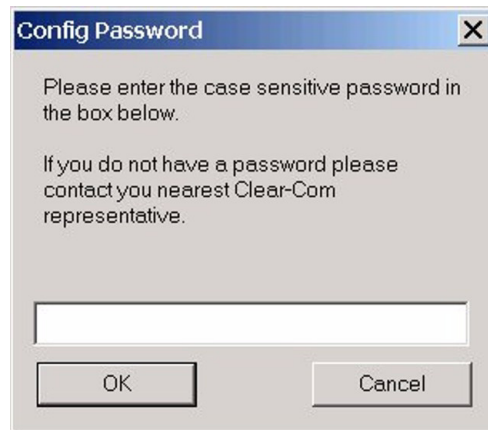 Config Password
Please enter the case sensitive password in
the box below.
If you do not have a password please
contact you nearest Clear-Com
representative.
OK
Cancel